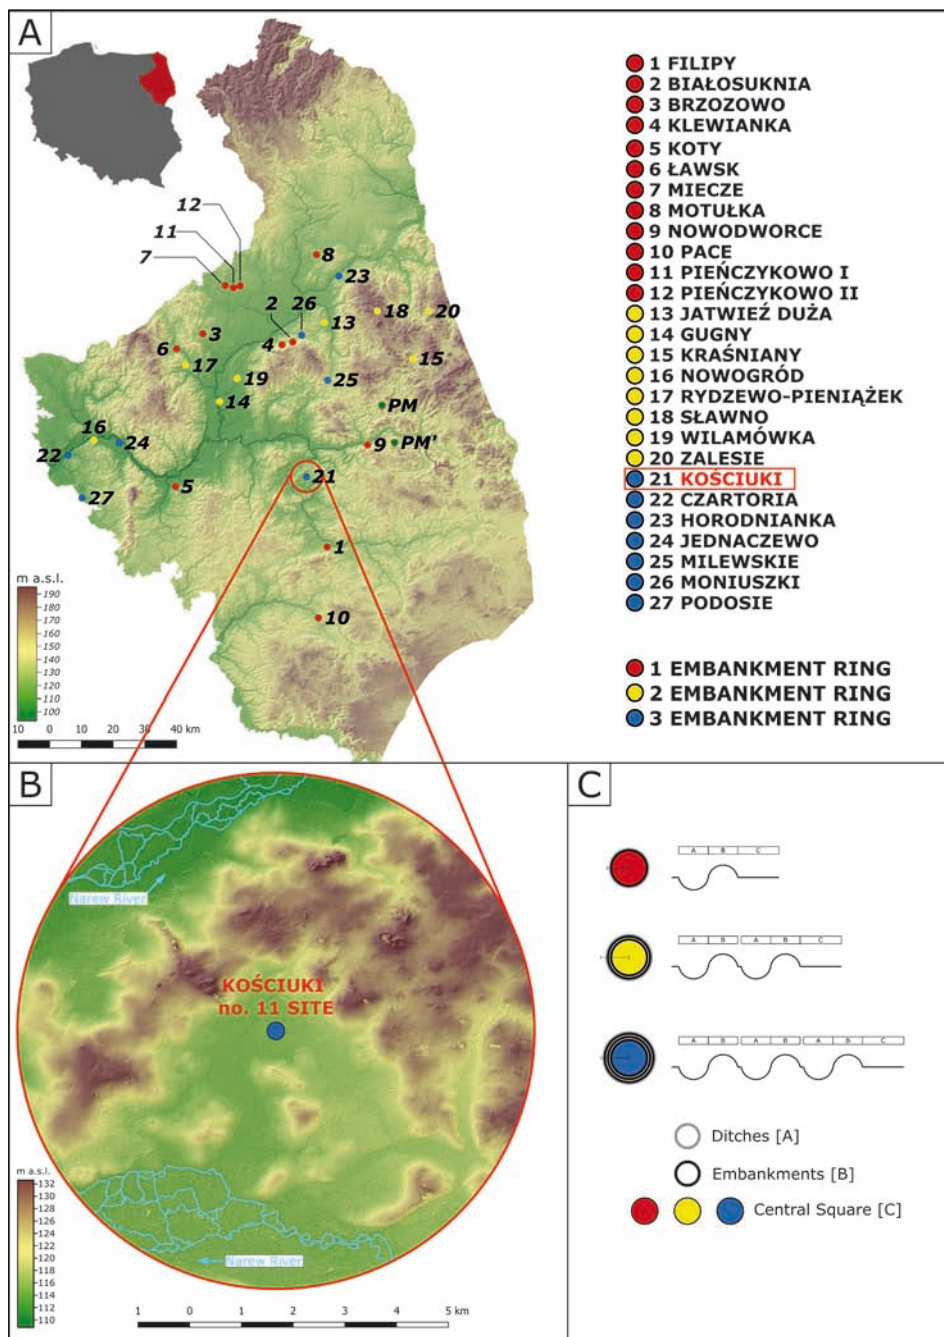 A
12
11
7
8
23
2
26
18
20
13
3
4
6
15
17
19
25
14
PM
16
24
9
PM'
22
21
5
27
1
10
m a.s.l.
190
180
170
160
150
140
130
120
110
100
10 0 10 20 40 km
1 FILIPY
2 BIAŁOSUKNIA
3 BRZOZOWO
4 KLEWIANKA
5 KOTY
6 ŁAWSK
7 MIECZE
8 MOTUŁKA
9 NOWODWORCE
10 PACE
11 PIEŃCZYKOWO I
12 PIEŃCZYKOWO II
13 JATWIEŹ DUŻA
14 GUGNY
15 KRAŚNIANY
16 NOWOGRÓD
17 RYDZEWO-PIENIĄŻEK
18 SŁAWNO
19 WILAMÓWKA
20 ZALESIE
21 KOŚCIUKI
22 CZARTORIA
23 HORODNIANKA
24 JEDNACZEWO
25 MILEWSKIE
26 MONIUSZKI
27 PODOSIE
1 EMBANKMENT RING
2 EMBANKMENT RING
3 EMBANKMENT RING
B
Narew River
KOŚCIUKI
no. 11 SITE
Narew River
m a.s.l.
132
130
128
126
124
122
120
118
116
114
112
110
1 0 1 2 4 5 km
C
A B C
A B A B C
A B A B A B C
Ditches [A]
Embankments [B]
Central Square [C]